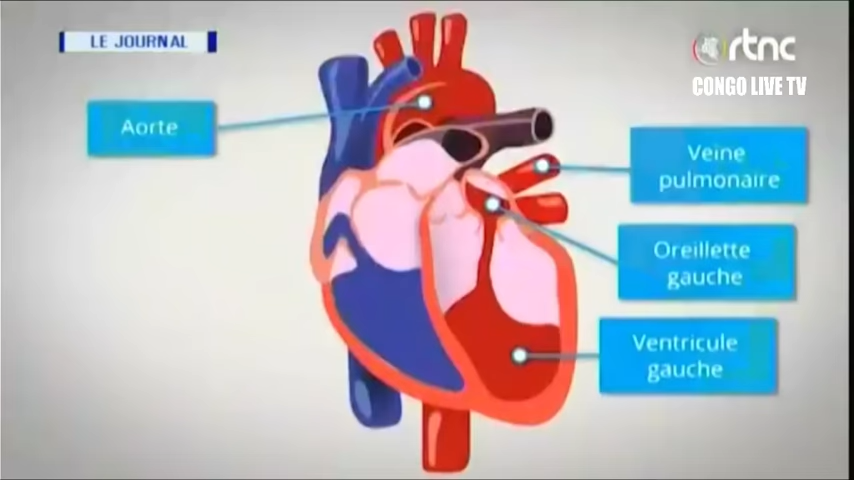 LE JOURNAL
rtnc
CONGO LIVE TV
Aorte
Veine
pulmonaire
Oreillette
gauche
Ventricule
gauche